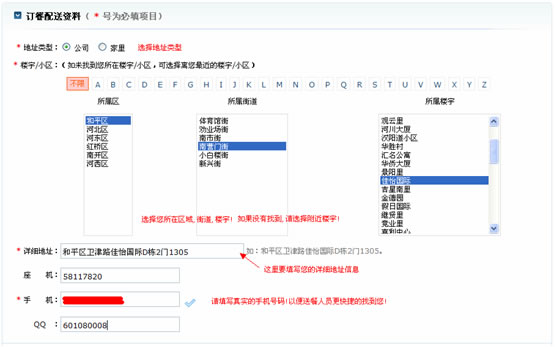 订餐配送资料（ * 号为必填项目）
* 地址类型： 公司 家里 选择地址类型
* 楼宇/小区：（如未找到您所在楼宇/小区，可选择离您最近的楼宇/小区）
不限 A B C D E F G H I J K L M N O P Q R S T U V W X Y Z
所属区 所属街道 所属楼宇
和平区
河北区
河东区
红桥区
南开区
河西区
体育馆街
劝业场街
南市街
南营门街
小白楼街
新兴街
观云里
河川大厦
汉阳道小区
华胜村
汇名公寓
华侨大厦
景阳里
佳怡国际
吉星南里
金德园
假日国际
继贤里
竞业里
选择您所在区域，街道，楼宇！如果没有找到，请选择附近楼宇！
* 详细地址： 和平区卫津路佳怡国际D栋2门1305 如：和平区卫津路佳怡国际D栋2门1305。
这里要填写您的详细地址信息
座 机： 58117820
* 手 机：
请填写真实的手机号码！以便送餐人员更快捷的找到您！
QQ ： 601080008